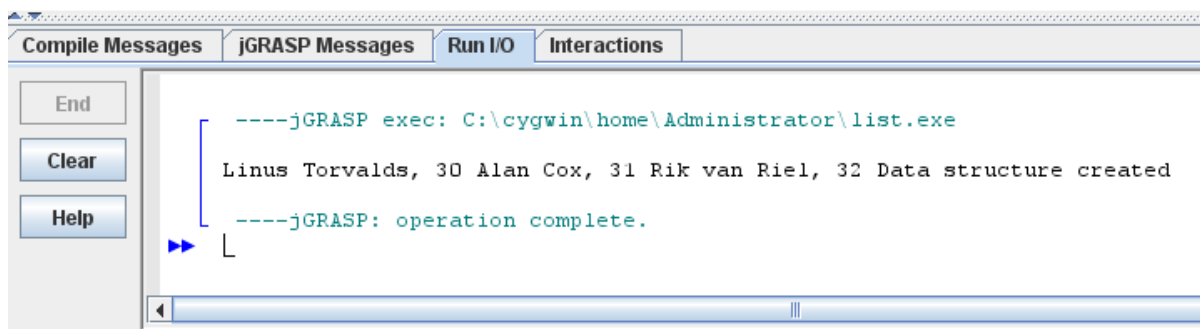 Compile Messages jGRASP Messages Run I/O Interactions
End
----jGRASP exec: C:\cygwin\home\Administrator\list.exe
Clear
Linus Torvalds, 30 Alan Cox, 31 Rik van Riel, 32 Data structure created
Help
----jGRASP: operation complete.